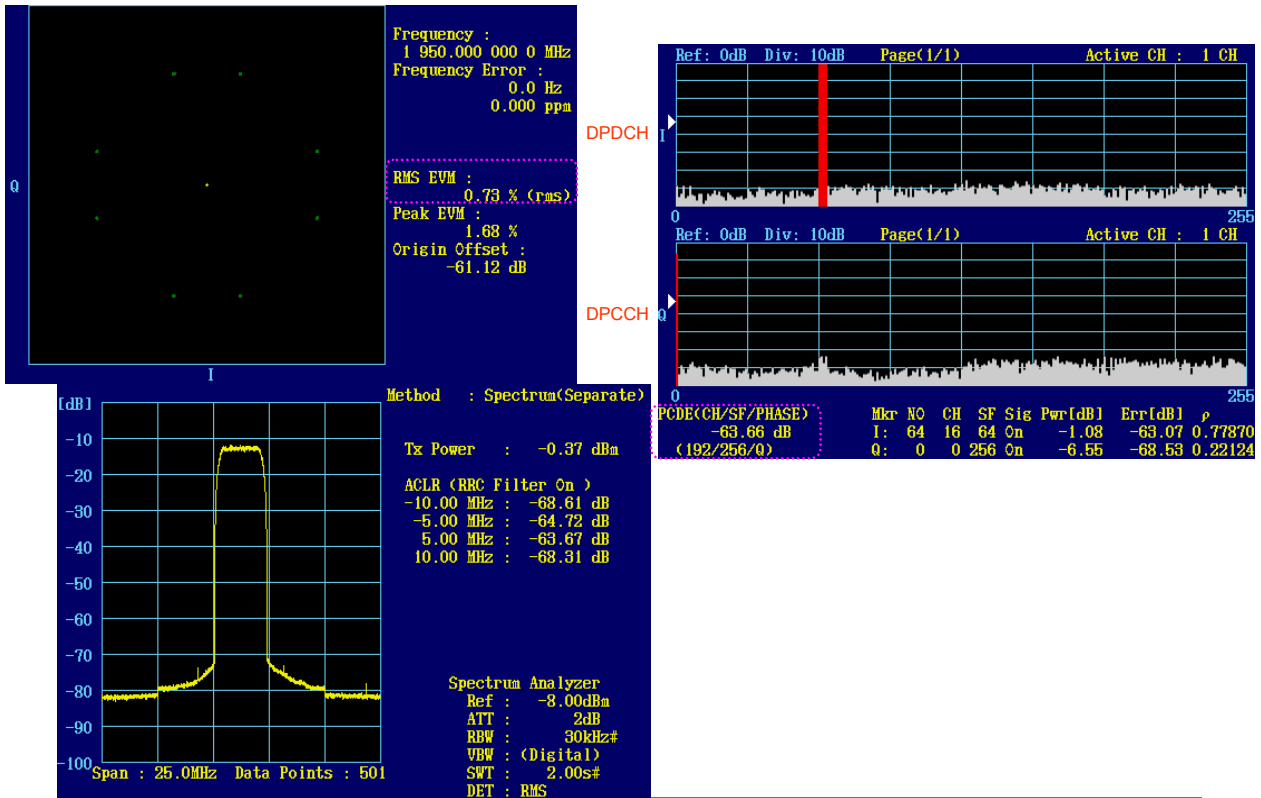 Frequency :
1 950.000 000 0 MHz
Frequency Error :
0.0 Hz
0.000 ppm
RMS EVM :
0.73 % (rms)
Peak EVM :
1.68 %
Origin Offset :
-61.12 dB
Q
I
DPDCH
Ref: 0dB Div: 10dB Page(1/1) Active CH : 1 CH
I
0 255
DPCCH
Ref: 0dB Div: 10dB Page(1/1) Active CH : 1 CH
Q
0 255
PCDE(CH/SF/PHASE)
-63.66 dB
(192/256/Q)
Mkr NO CH SF Sig Pwr[dB] Err[dB] ρ
I: 64 16 64 On -1.08 -63.07 0.77870
Q: 0 0 256 On -6.55 -68.53 0.22124
[dB]
-10
-20
-30
-40
-50
-60
-70
-80
-90
-100
Span : 25.0MHz Data Points : 501
Method : Spectrum(Separate)
Tx Power : -0.37 dBm
ACLR (RRC Filter On )
-10.00 MHz : -68.61 dB
-5.00 MHz : -64.72 dB
5.00 MHz : -63.67 dB
10.00 MHz : -68.31 dB
Spectrum Analyzer
Ref : -8.00dBm
ATT : 2dB
RBW : 30kHz#
VBW : (Digital)
SWT : 2.00s#
DET : RMS